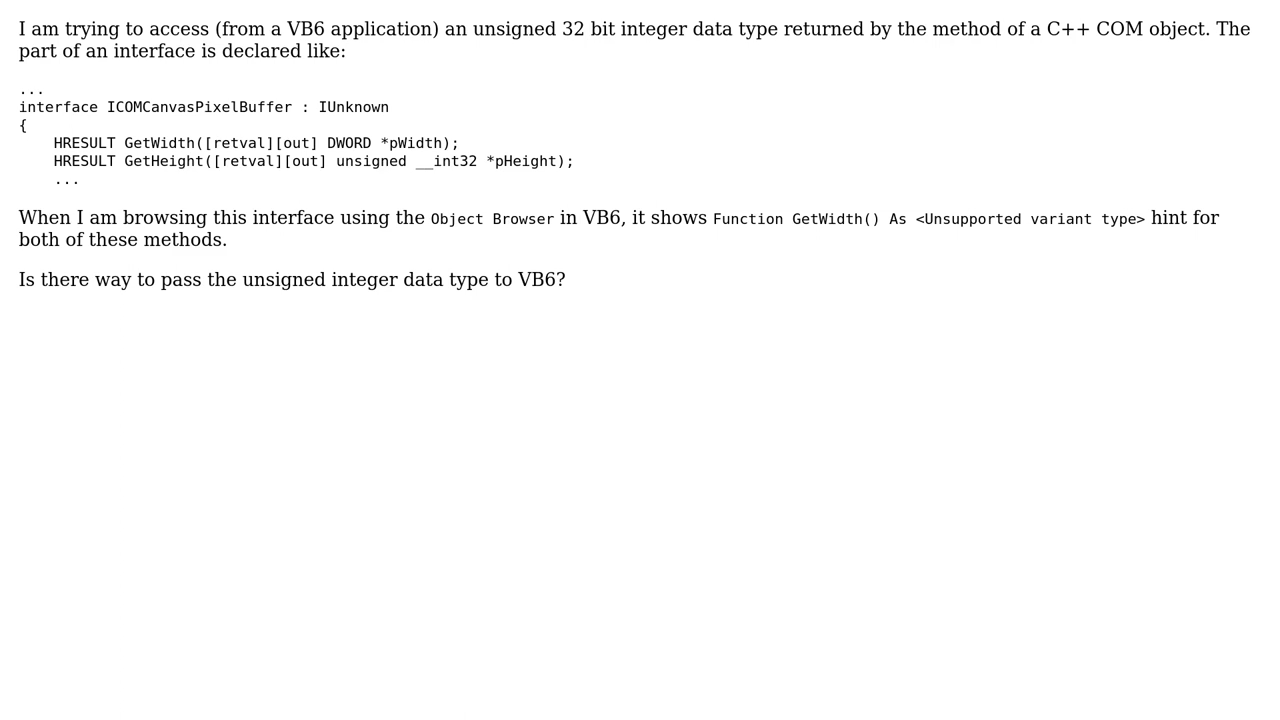 I am trying to access (from a VB6 application) an unsigned 32 bit integer data type returned by the method of a C++ COM object. The
part of an interface is declared like:
...
interface ICOMCanvasPixelBuffer : IUnknown
{
    HRESULT GetWidth([retval][out] DWORD *pWidth);
    HRESULT GetHeight([retval][out] unsigned __int32 *pHeight);
    ...
When I am browsing this interface using the Object Browser in VB6, it shows Function GetWidth() As <Unsupported variant type> hint for
both of these methods.
Is there way to pass the unsigned integer data type to VB6?